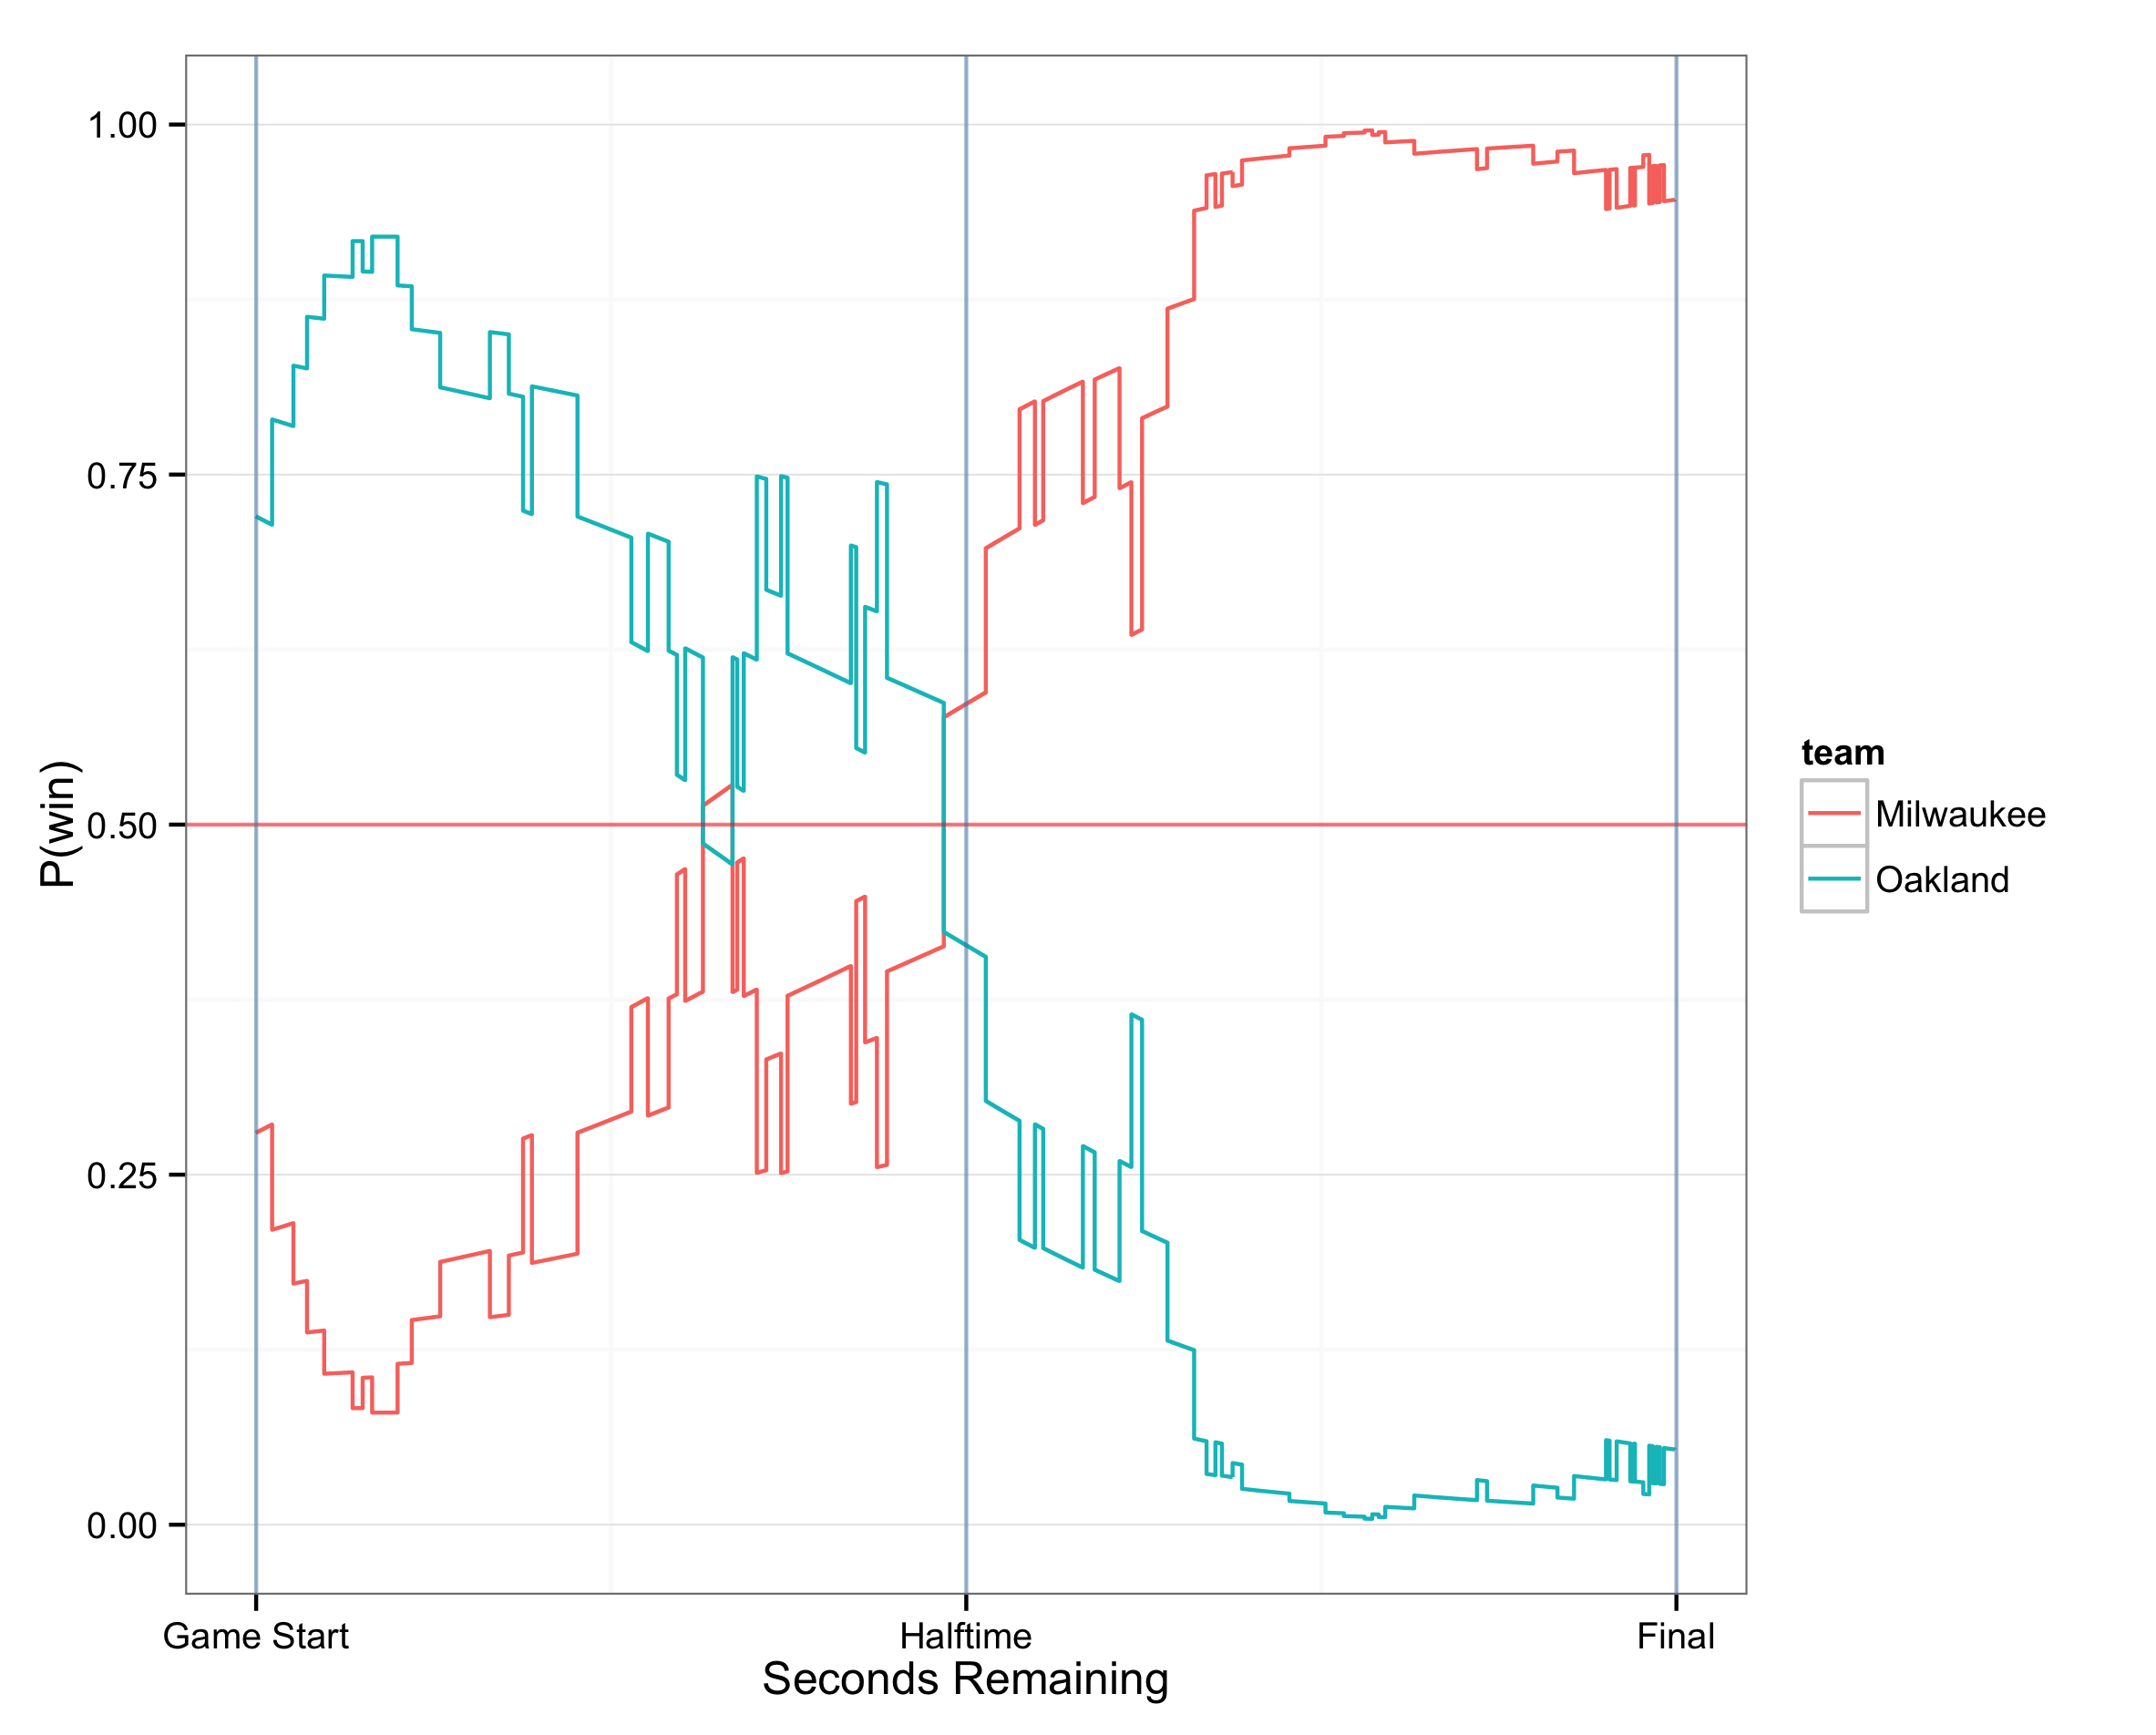 1.00
0.75
0.50
0.25
0.00
P(win)
Game Start
Halftime
Final
Seconds Remaining
team
Milwaukee
Oakland